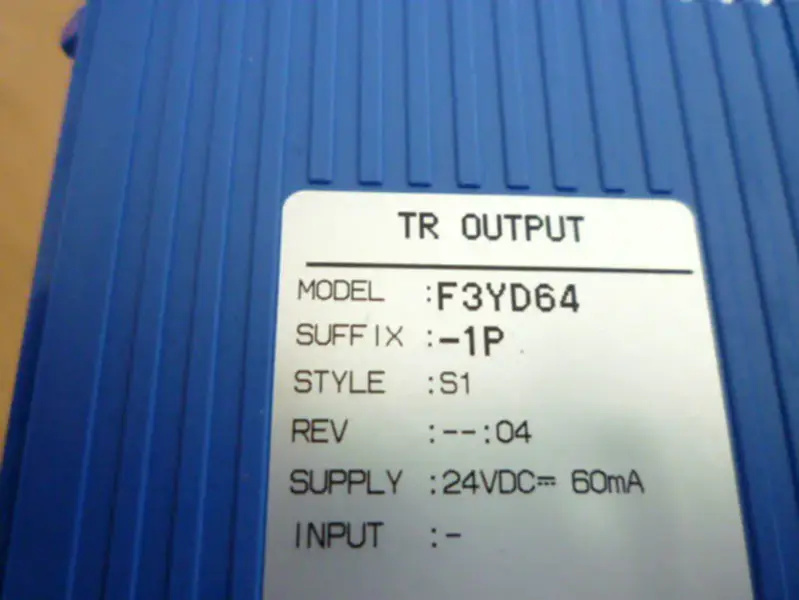 TR OUTPUT
MODEL :F3YD64
SUFFIX :-1P
STYLE :S1
REV :--:04
SUPPLY :24VDC⎓ 60mA
INPUT :-